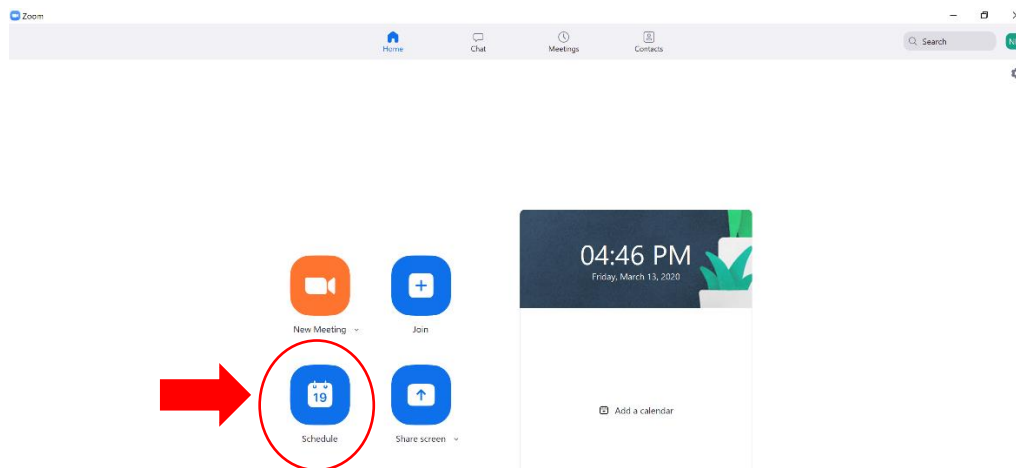 Zoom
Home
Chat
Meetings
Contacts
Search
04:46 PM
Friday, March 13, 2020
New Meeting
Join
19
Schedule
Share screen
Add a calendar